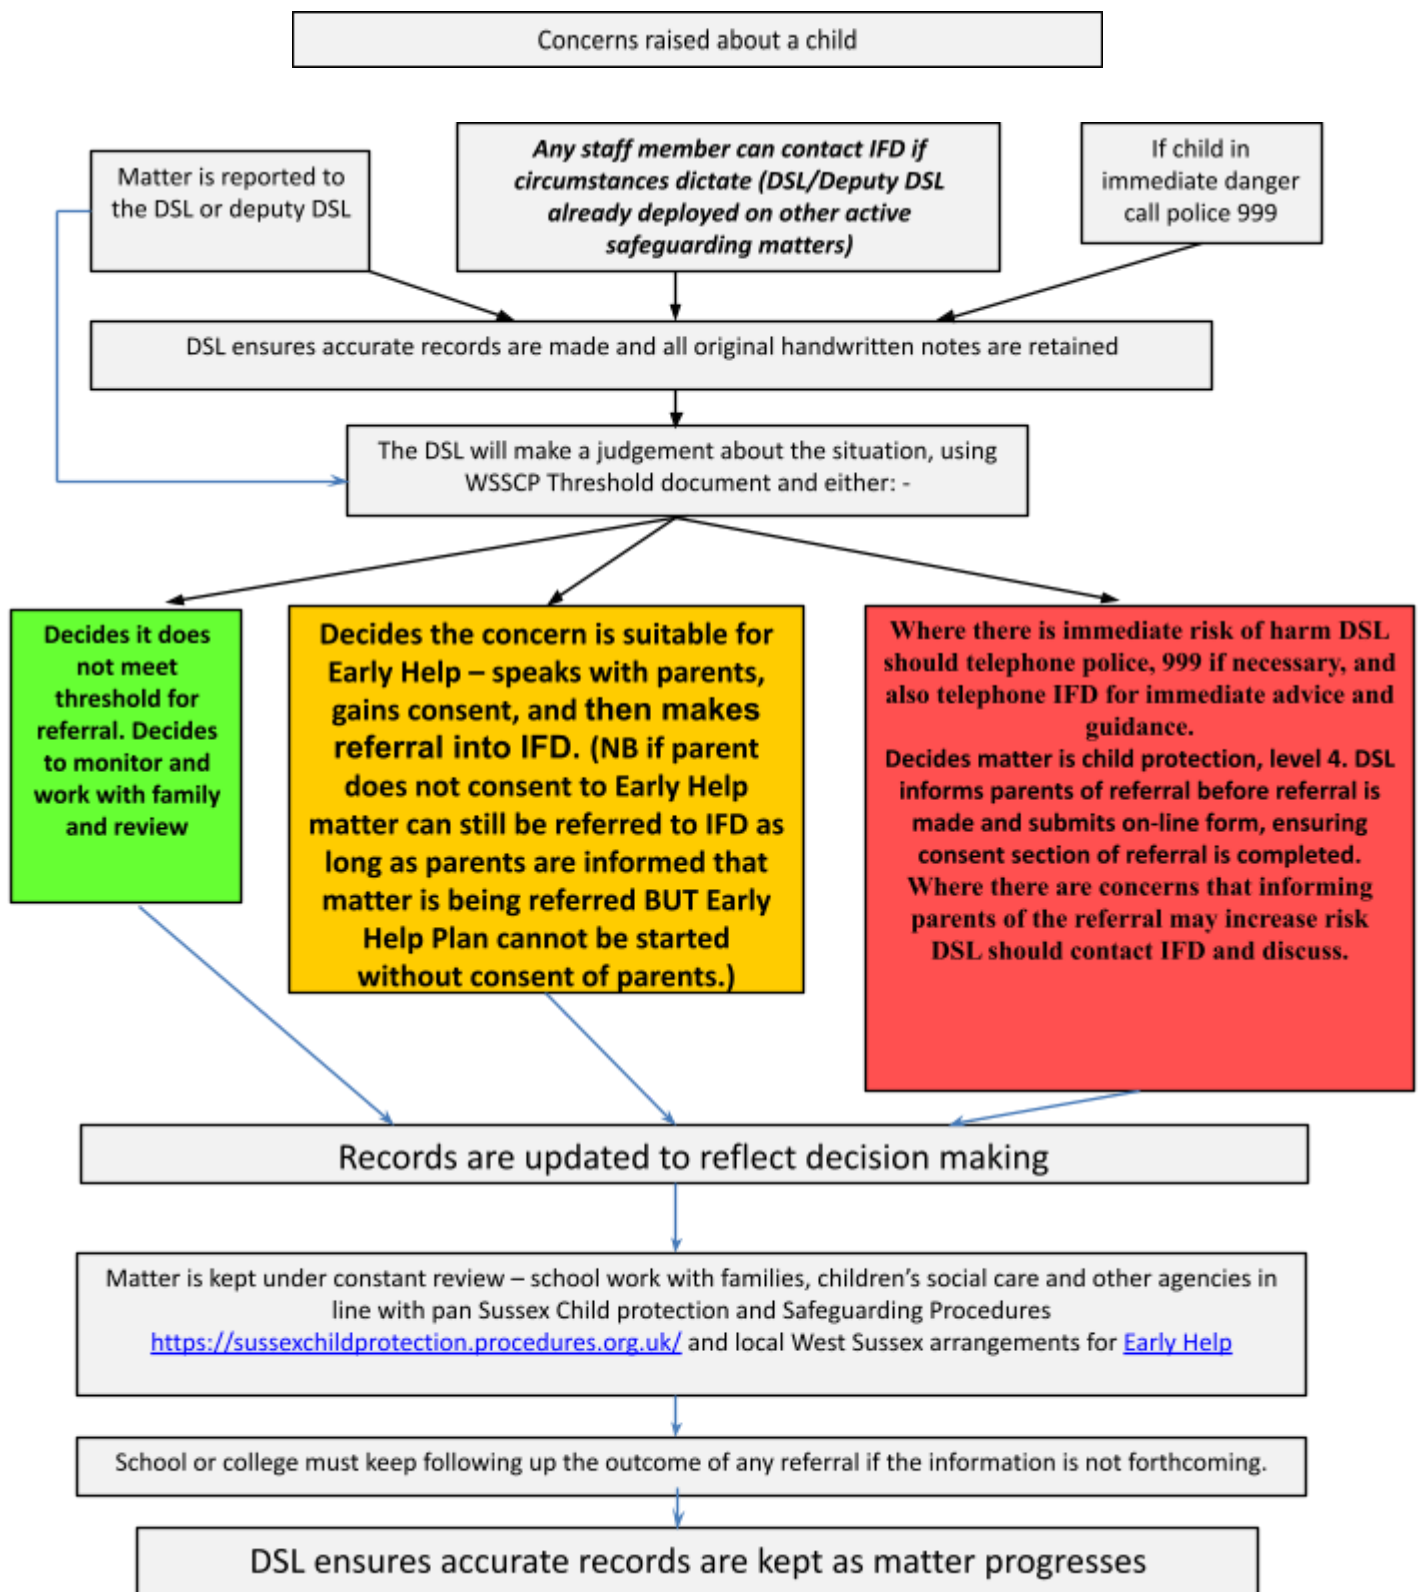 Concerns raised about a child
Matter is reported to
the DSL or deputy DSL
Any staff member can contact IFD if
circumstances dictate (DSL/Deputy DSL
already deployed on other active
safeguarding matters)
If child in
immediate danger
call police 999
DSL ensures accurate records are made and all original handwritten notes are retained
The DSL will make a judgement about the situation, using
WSSCP Threshold document and either: -
Decides it does
not meet
threshold for
referral. Decides
to monitor and
work with family
and review
Decides the concern is suitable for
Early Help – speaks with parents,
gains consent, and then makes
referral into IFD. (NB if parent
does not consent to Early Help
matter can still be referred to IFD as
long as parents are informed that
matter is being referred BUT Early
Help Plan cannot be started
without consent of parents.)
Where there is immediate risk of harm DSL
should telephone police, 999 if necessary, and
also telephone IFD for immediate advice and
guidance.
Decides matter is child protection, level 4. DSL
informs parents of referral before referral is
made and submits on-line form, ensuring
consent section of referral is completed.
Where there are concerns that informing
parents of the referral may increase risk
DSL should contact IFD and discuss.
Records are updated to reflect decision making
Matter is kept under constant review – school work with families, children's social care and other agencies in
line with pan Sussex Child protection and Safeguarding Procedures
https://sussexchildprotection.procedures.org.uk/ and local West Sussex arrangements for Early Help
School or college must keep following up the outcome of any referral if the information is not forthcoming.
DSL ensures accurate records are kept as matter progresses